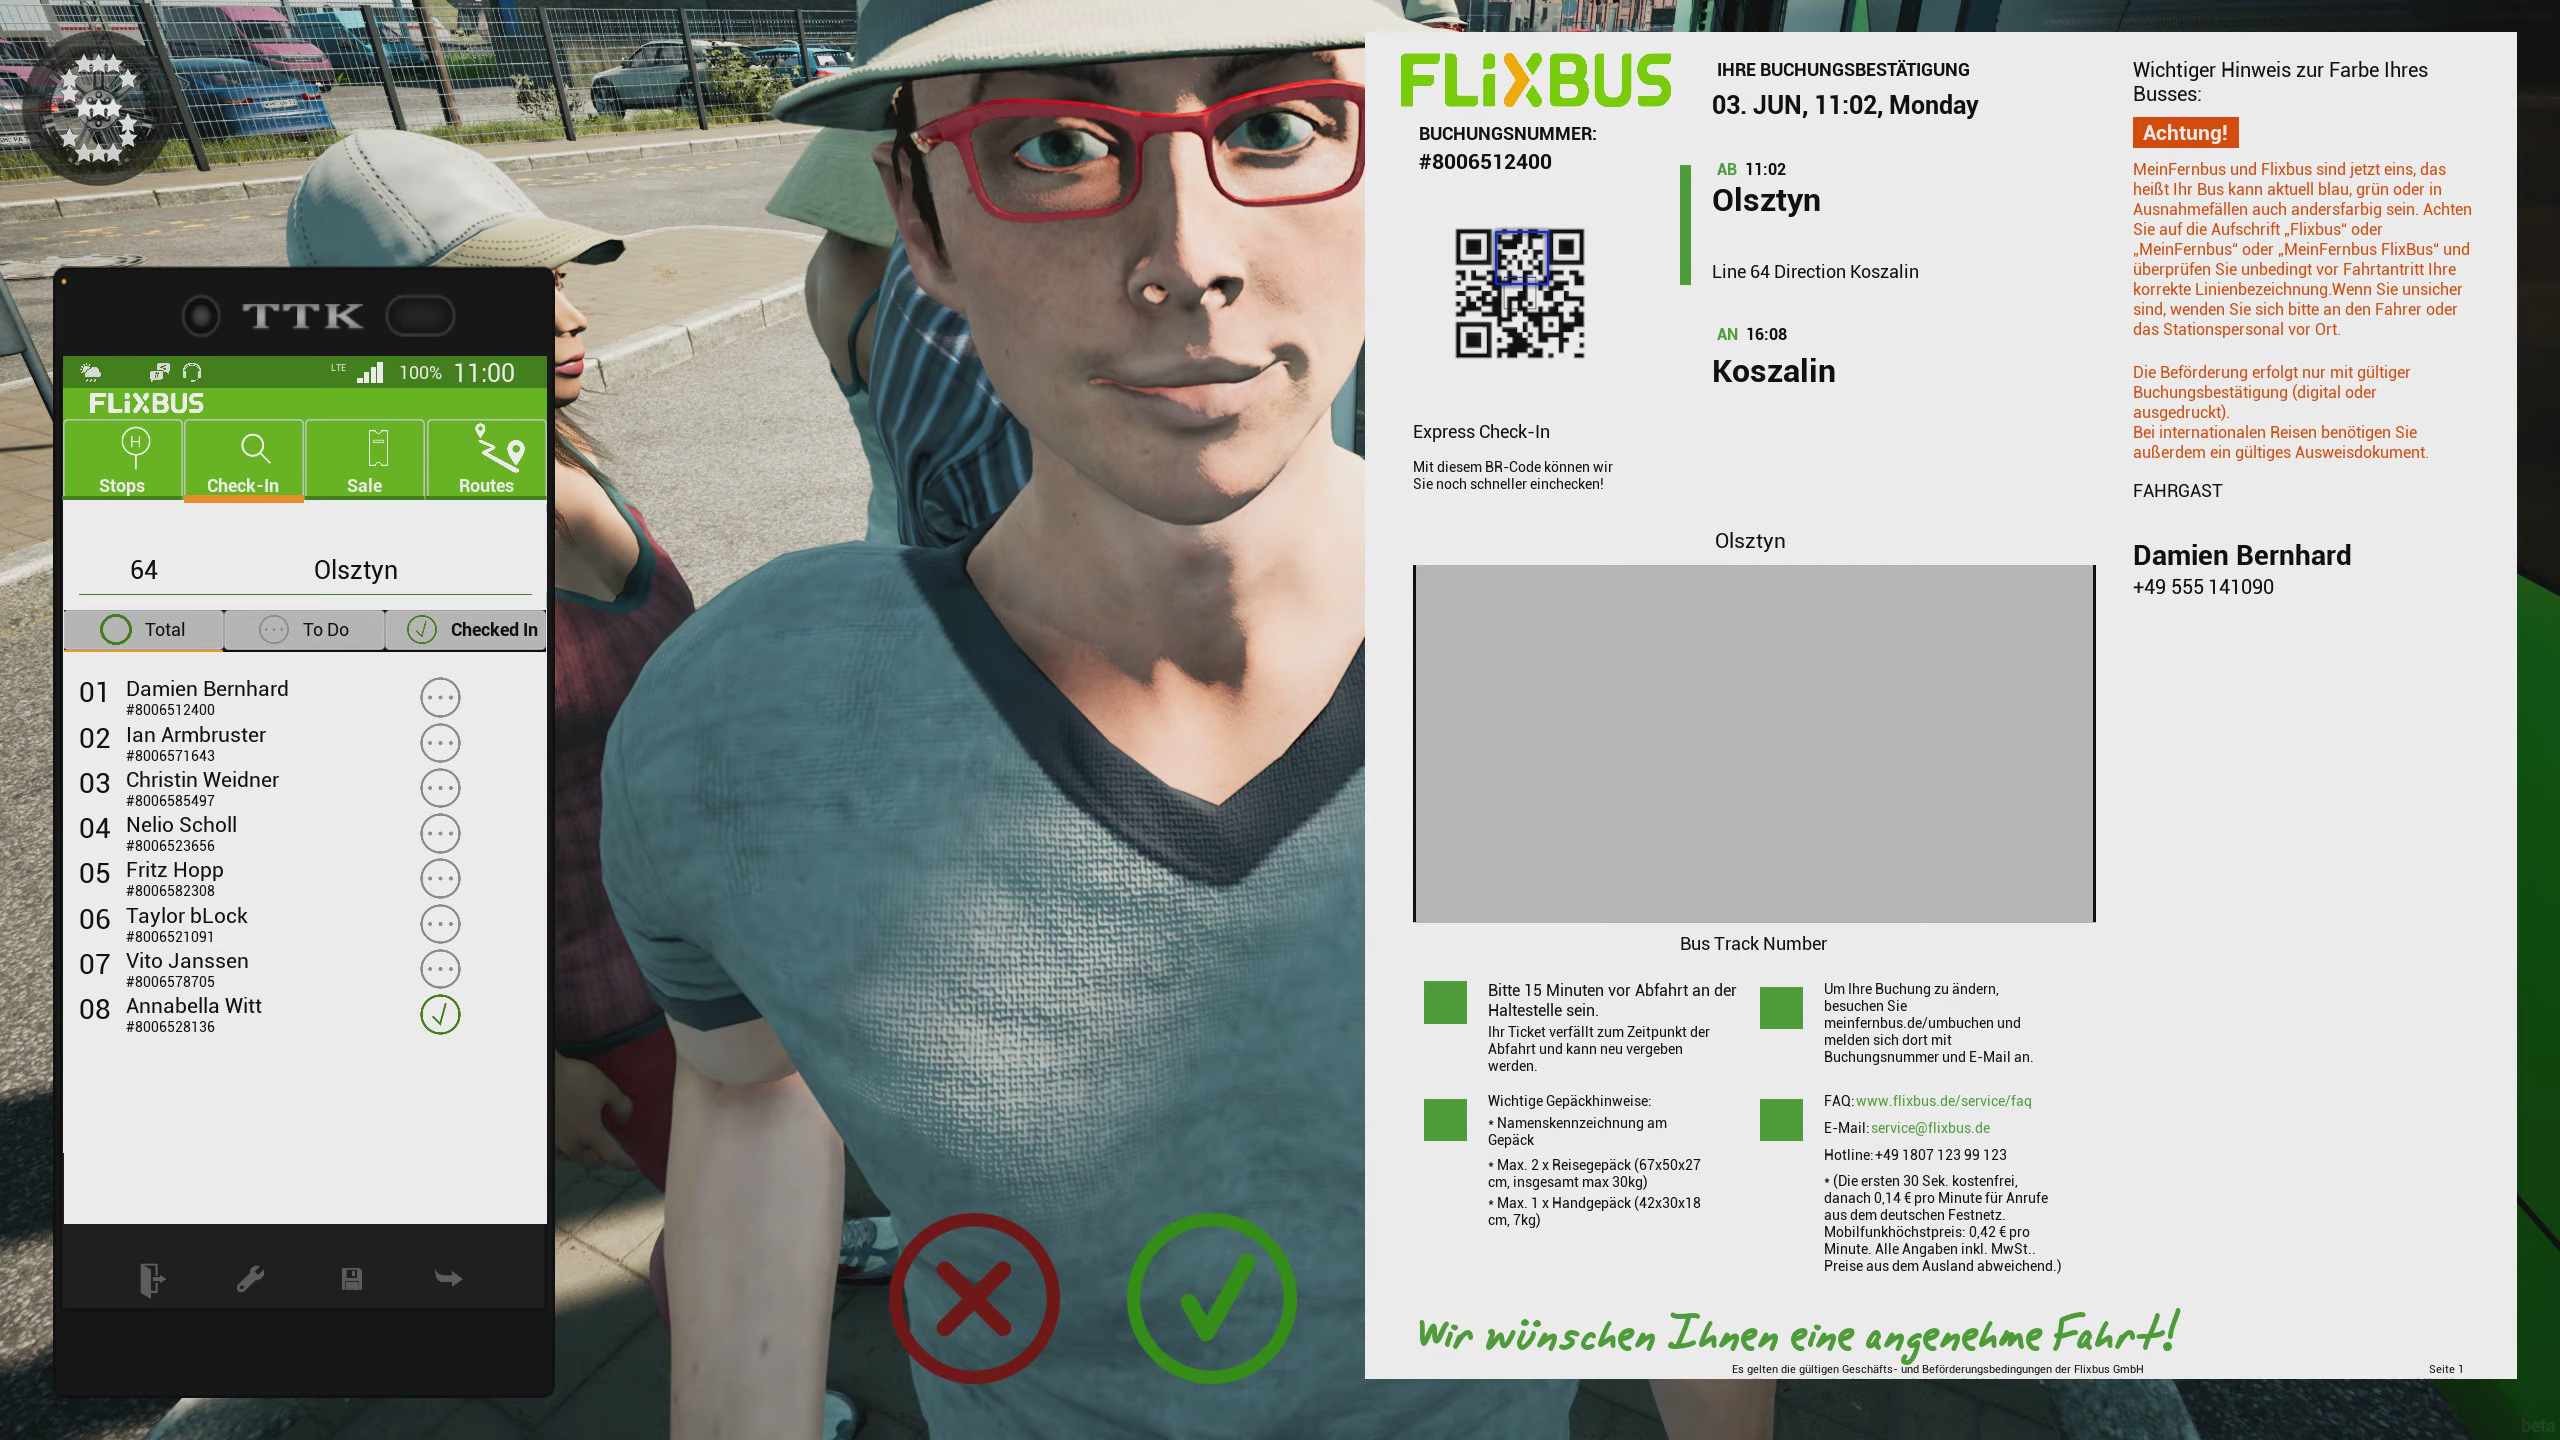 TTK
LTE 100% 11:00
FLiXBUS
Stops Check-In Sale Routes
64 Olsztyn
Total To Do Checked In
01 Damien Bernhard
#8006512400
02 Ian Armbruster
#8006571643
03 Christin Weidner
#8006585497
04 Nelio Scholl
#8006523656
05 Fritz Hopp
#8006582308
06 Taylor bLock
#8006521091
07 Vito Janssen
#8006578705
08 Annabella Witt
#8006528136
FLiXBUS
BUCHUNGSNUMMER:
#8006512400
Express Check-In
Mit diesem BR-Code können wir
Sie noch schneller einchecken!
IHRE BUCHUNGSBESTÄTIGUNG
03. JUN, 11:02, Monday
AB 11:02
Olsztyn
Line 64 Direction Koszalin
AN 16:08
Koszalin
Olsztyn
Bus Track Number
Bitte 15 Minuten vor Abfahrt an der
Haltestelle sein.
Ihr Ticket verfällt zum Zeitpunkt der
Abfahrt und kann neu vergeben
werden.
Wichtige Gepäckhinweise:
* Namenskennzeichnung am
Gepäck
* Max. 2 x Reisegepäck (67x50x27
cm, insgesamt max 30kg)
* Max. 1 x Handgepäck (42x30x18
cm, 7kg)
Um Ihre Buchung zu ändern,
besuchen Sie
meinfernbus.de/umbuchen und
melden sich dort mit
Buchungsnummer und E-Mail an.
FAQ: www.flixbus.de/service/faq
E-Mail: service@flixbus.de
Hotline: +49 1807 123 99 123
* (Die ersten 30 Sek. kostenfrei,
danach 0,14 € pro Minute für Anrufe
aus dem deutschen Festnetz.
Mobilfunkhöchstpreis: 0,42 € pro
Minute. Alle Angaben inkl. MwSt..
Preise aus dem Ausland abweichend.)
Wichtiger Hinweis zur Farbe Ihres
Busses:
Achtung!
MeinFernbus und Flixbus sind jetzt eins, das
heißt Ihr Bus kann aktuell blau, grün oder in
Ausnahmefällen auch andersfarbig sein. Achten
Sie auf die Aufschrift „Flixbus“ oder
„MeinFernbus“ oder „MeinFernbus FlixBus“ und
überprüfen Sie unbedingt vor Fahrtantritt Ihre
korrekte Linienbezeichnung.Wenn Sie unsicher
sind, wenden Sie sich bitte an den Fahrer oder
das Stationspersonal vor Ort.
Die Beförderung erfolgt nur mit gültiger
Buchungsbestätigung (digital oder
ausgedruckt).
Bei internationalen Reisen benötigen Sie
außerdem ein gültiges Ausweisdokument.
FAHRGAST
Damien Bernhard
+49 555 141090
Wir wünschen Ihnen eine angenehme Fahrt!
Es gelten die gültigen Geschäfts- und Beförderungsbedingungen der Flixbus GmbH
Seite 1
beta